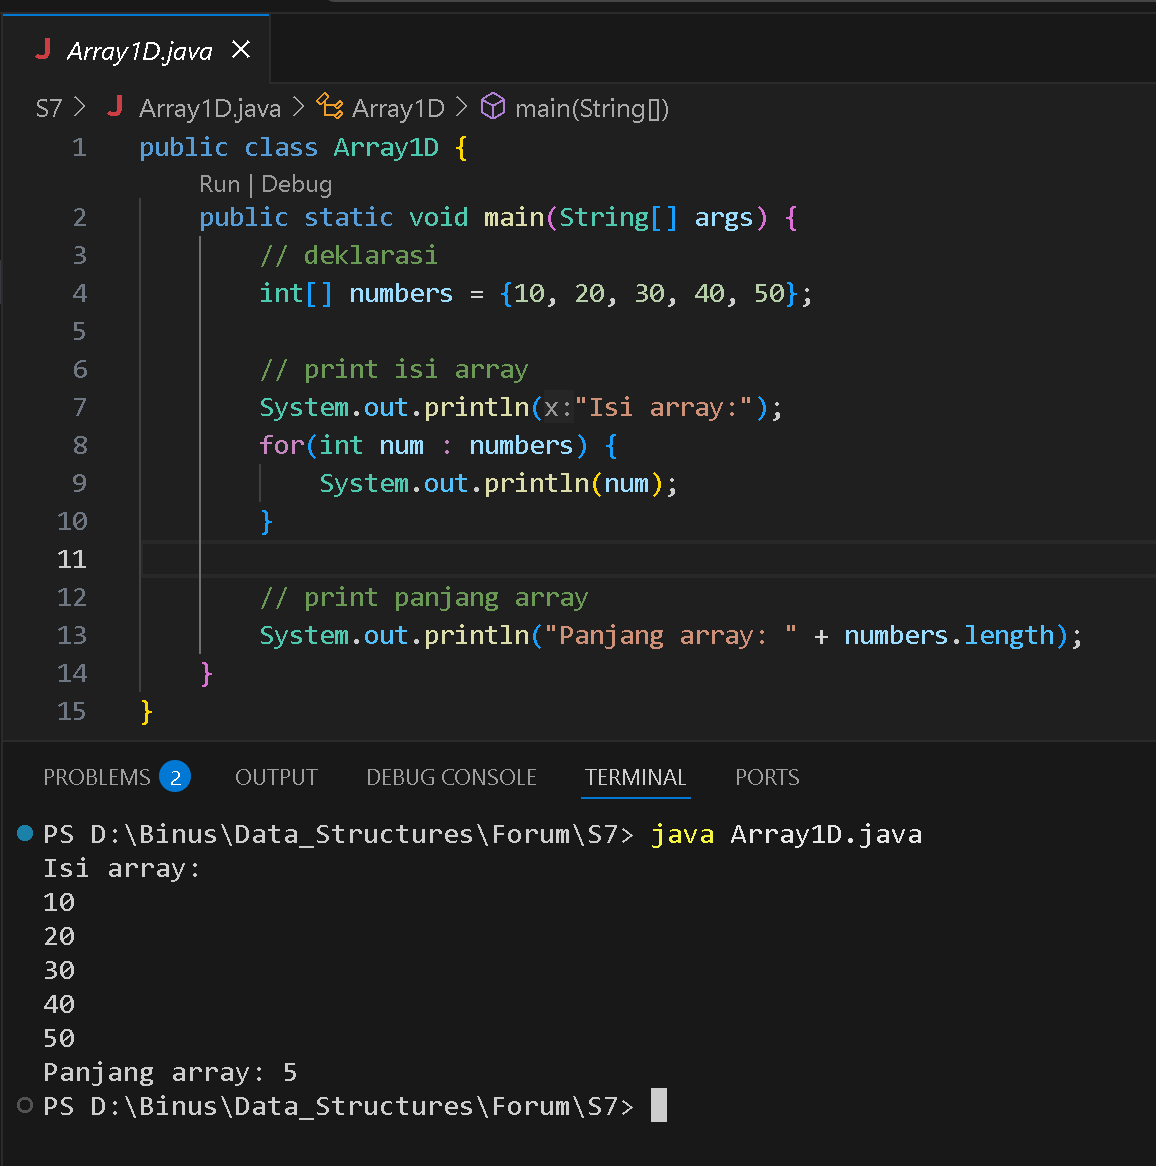 J Array1D.java ×
S7 > J Array1D.java > Array1D > main(String[])
1 public class Array1D {
Run | Debug
2 public static void main(String[] args) {
3 // deklarasi
4 int[] numbers = {10, 20, 30, 40, 50};
5
6 // print isi array
7 System.out.println(x:"Isi array:");
8 for(int num : numbers) {
9 System.out.println(num);
10 }
11
12 // print panjang array
13 System.out.println("Panjang array: " + numbers.length);
14 }
15 }
PROBLEMS 2 OUTPUT DEBUG CONSOLE TERMINAL PORTS
PS D:\Binus\Data_Structures\Forum\S7> java Array1D.java
Isi array:
10
20
30
40
50
Panjang array: 5
PS D:\Binus\Data_Structures\Forum\S7>